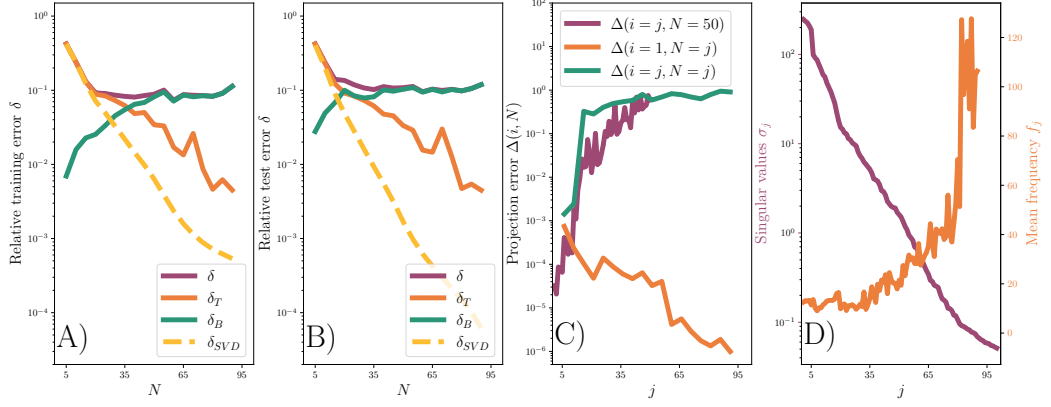 Relative training error δ
10^0
10^{-1}
10^{-2}
10^{-3}
10^{-4}
5
35
65
95
N
A)
δ
δ_T
δ_B
δ_{SVD}
Relative test error δ
10^0
10^{-1}
10^{-2}
10^{-3}
10^{-4}
5
35
65
95
N
B)
δ
δ_T
δ_B
δ_{SVD}
Projection error Δ(i, N)
10^2
10^1
10^0
10^{-1}
10^{-2}
10^{-3}
10^{-4}
10^{-5}
10^{-6}
5
35
65
95
j
C)
Δ(i = j, N = 50)
Δ(i = 1, N = j)
Δ(i = j, N = j)
Singular values σ_j
10^2
10^1
10^0
10^{-1}
5
35
65
95
j
D)
120
100
80
60
40
20
0
Mean frequency f_j